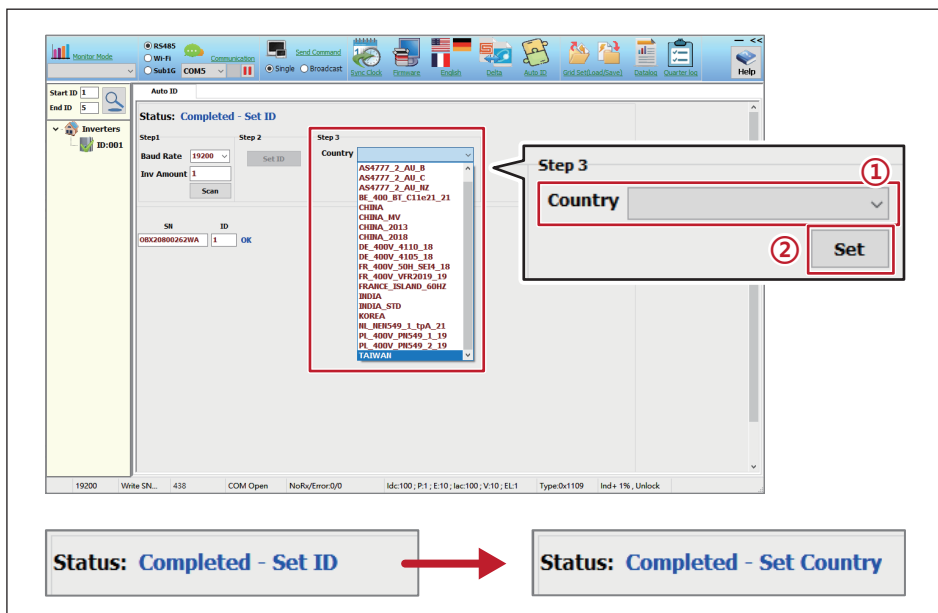 RS485
Monitor Mode
Wi-Fi
Communication
Send Command
Sub1G COM5
Single Broadcast
Sync Clock Firmware English Delta Auto ID Grid Set(Load/Save) Datalog Quarter log
Help
— <<
Start ID 1
End ID 5
Inverters
ID:001
Auto ID
Status: Completed - Set ID
Step1 Step 2 Step 3
Baud Rate 19200
Set ID
Country
Inv Amount 1
Scan
SN ID
OBX20800262WA 1 OK
AS4777_2_AU_B
AS4777_2_AU_C
AS4777_2_AU_NZ
BE_400_BT_C11e21_21
CHINA
CHINA_MV
CHINA_2013
CHINA_2018
DE_400V_4110_18
DE_400V_4105_18
FR_400V_50H_SEI4_18
FR_400V_VFR2019_19
FRANCE_ISLAND_60HZ
INDIA
INDIA_STD
KOREA
NL_NEN549_1_tpA_21
PL_400V_PN549_1_19
PL_400V_PN549_2_19
TAIWAN
Step 3
①
Country
② Set
19200 Write SN... 438 COM Open NoRx/Error:0/0 Idc:100 ; P:1 ; E:10 ; Iac:100 ; V:10 ; EL:1 Type:0x1109 Ind+ 1% , Unlock
Status: Completed - Set ID
Status: Completed - Set Country